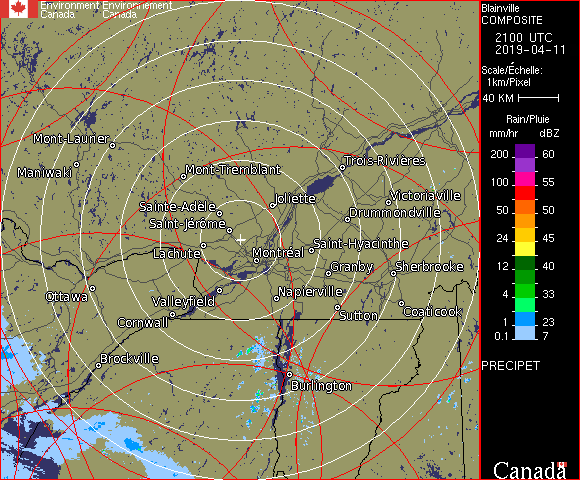 Environment Environnement
Canada Canada
Blainville
COMPOSITE
2100 UTC
2019-04-11
Scale/Échelle:
1km/Pixel
40 KM
Rain/Pluie
mm/hr dBZ
200 60
100 55
50 50
24 45
12 40
4 33
1 23
0.1 7
PRECIPET
Canada
Mont-Laurier
Maniwaki
Mont-Tremblant
Trois-Rivières
Sainte-Adèle
Joliette
Victoriaville
Saint-Jérôme
Drummondville
Lachute
Montréal
Saint-Hyacinthe
Granby
Sherbrooke
Ottawa
Valleyfield
Napierville
Cornwall
Sutton
Coaticook
Brockville
Burlington